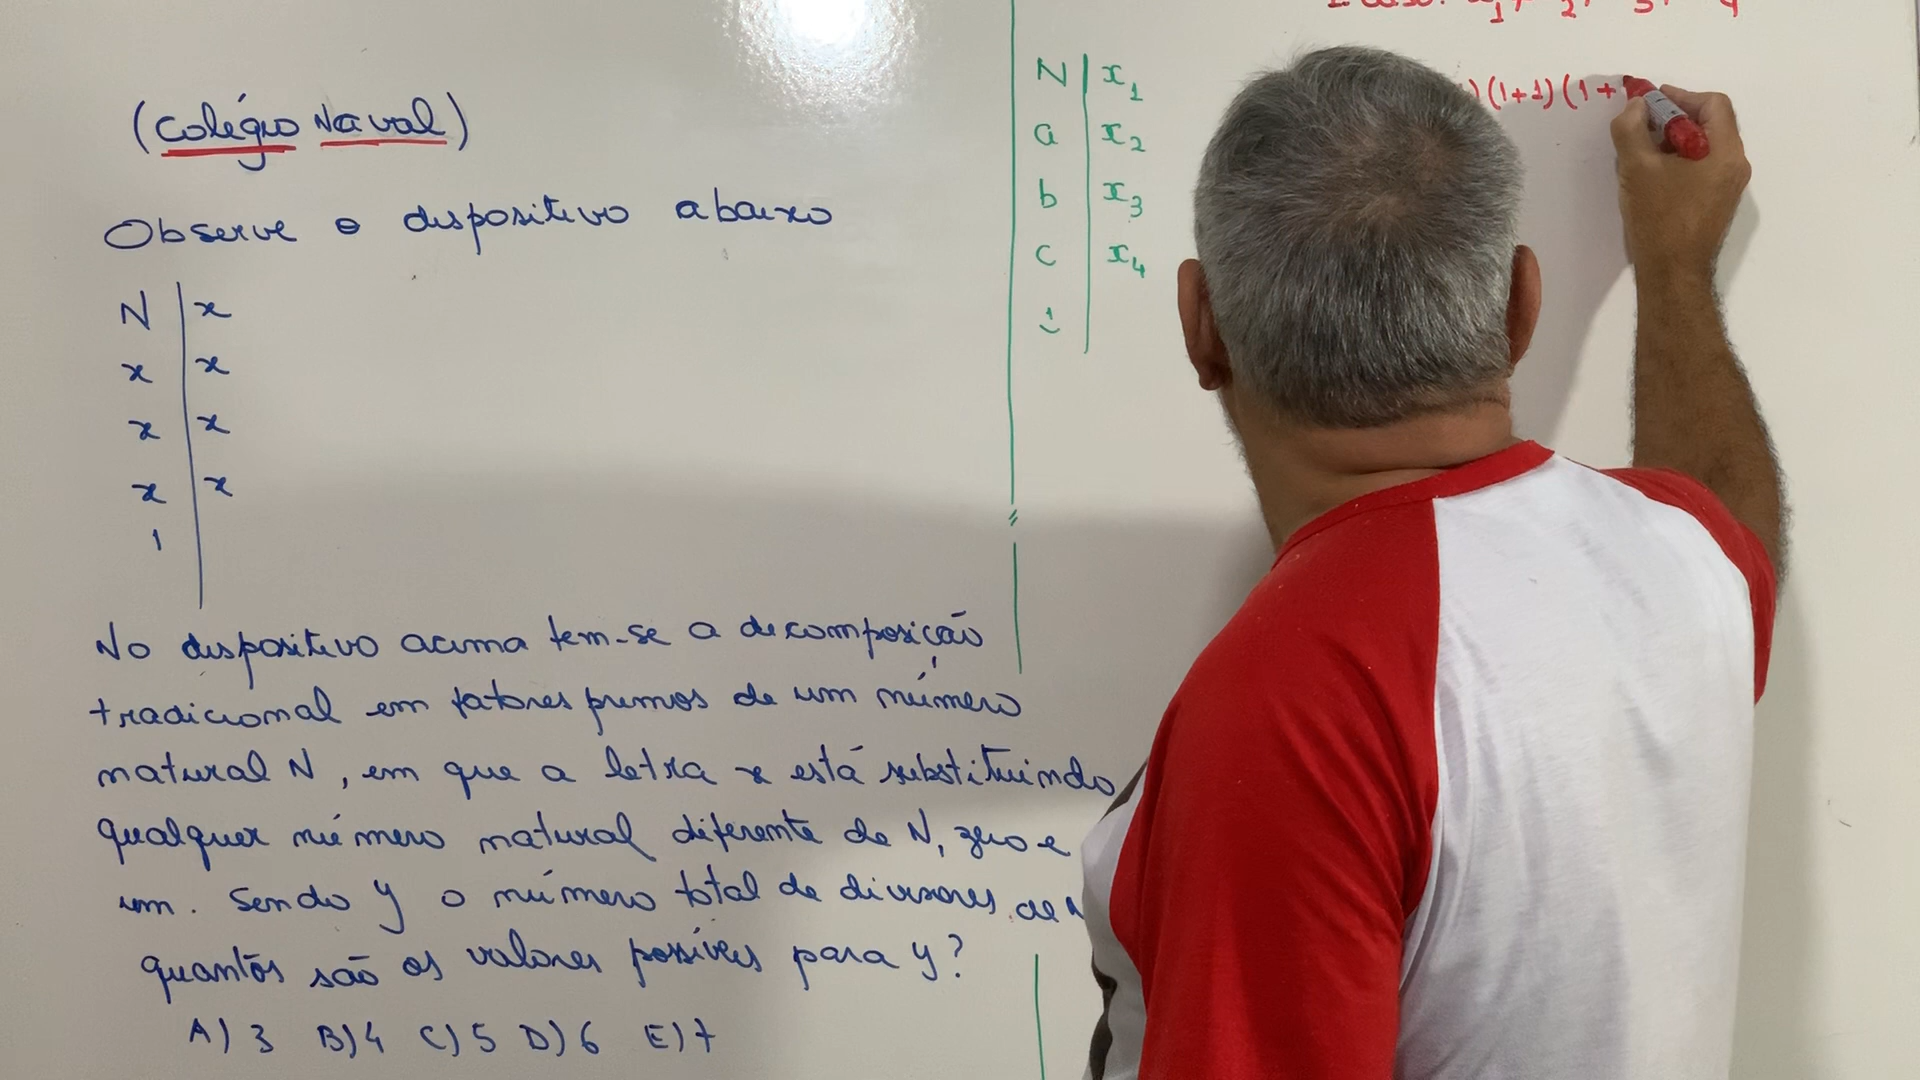 (Colégio Naval)
Observe o dispositivo abaixo
N | x
x | x
x | x
x | x
1
No dispositivo acima tem-se a decomposição
tradicional em fatores primos de um número
natural N, em que a letra x está substituindo
qualquer número natural diferente de N, zero e
um. Sendo y o número total de divisores de N
quantos são os valores possíveis para y?
A) 3 B) 4 C) 5 D) 6 E) 7
N | x1
a | x2
b | x3
c | x4
1
)(1+1)(1+